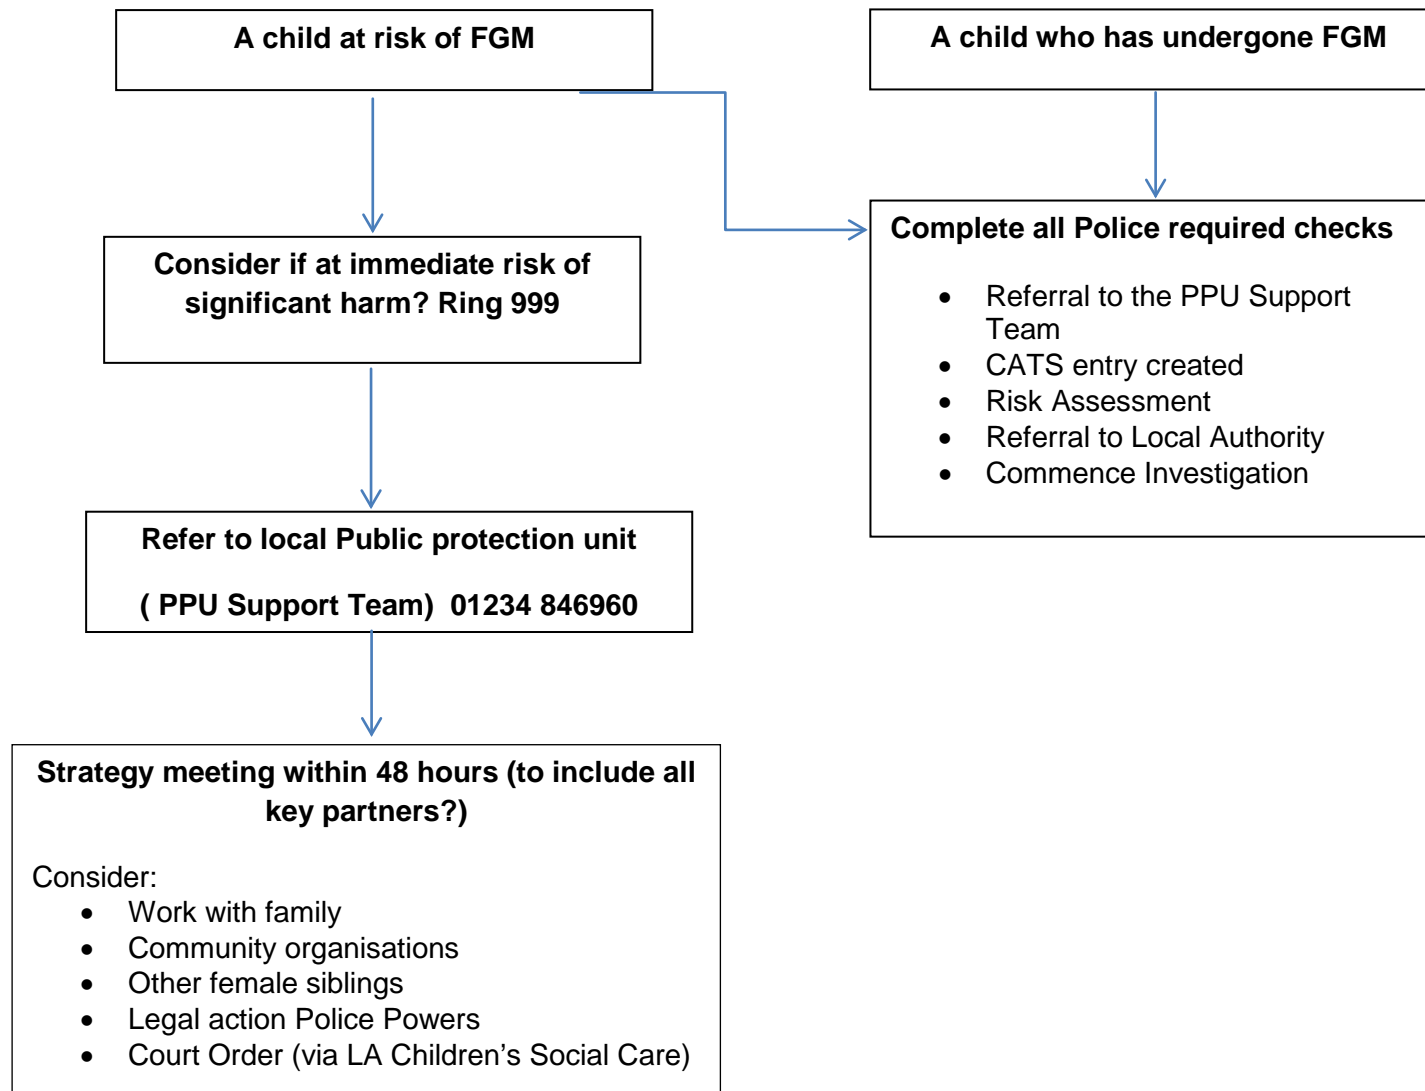 A child at risk of FGM
A child who has undergone FGM
Consider if at immediate risk of
significant harm? Ring 999
Complete all Police required checks
• Referral to the PPU Support
Team
• CATS entry created
• Risk Assessment
• Referral to Local Authority
• Commence Investigation
Refer to local Public protection unit
( PPU Support Team) 01234 846960
Strategy meeting within 48 hours (to include all
key partners?)
Consider:
• Work with family
• Community organisations
• Other female siblings
• Legal action Police Powers
• Court Order (via LA Children’s Social Care)